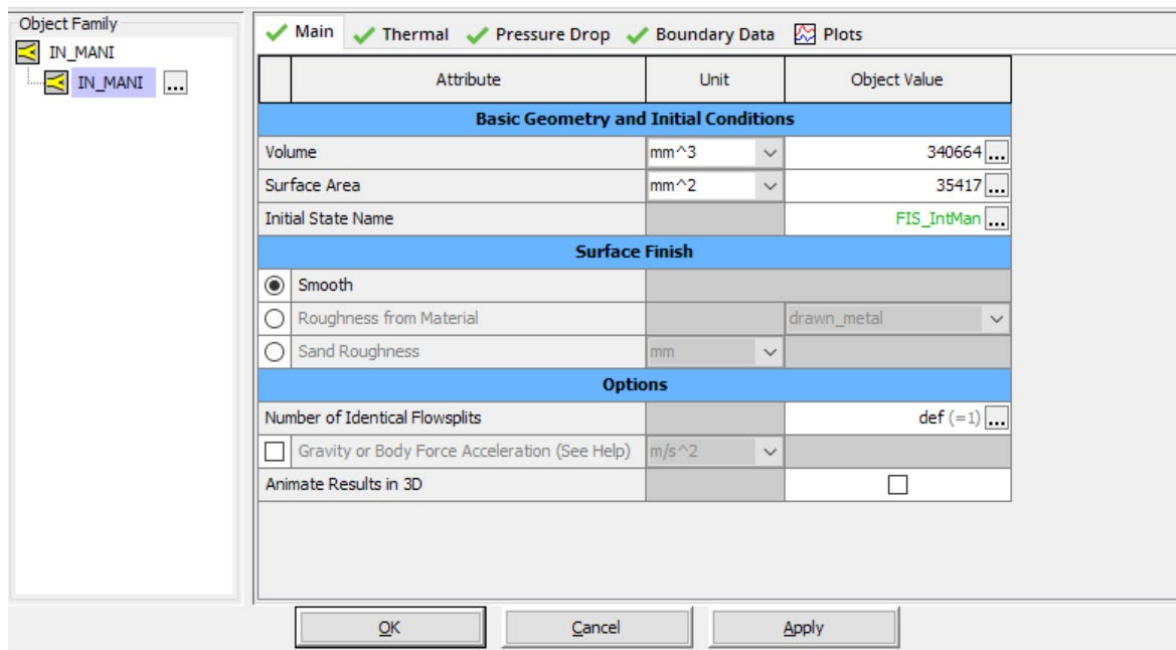 Object Family
IN_MANI
IN_MANI ...
Main Thermal Pressure Drop Boundary Data Plots
Attribute Unit Object Value
Basic Geometry and Initial Conditions
Volume mm^3 340664 ...
Surface Area mm^2 35417 ...
Initial State Name FIS_IntMan ...
Surface Finish
Smooth
Roughness from Material drawn_metal
Sand Roughness mm
Options
Number of Identical Flowsplits def (=1) ...
Gravity or Body Force Acceleration (See Help) m/s^2
Animate Results in 3D
OK Cancel Apply